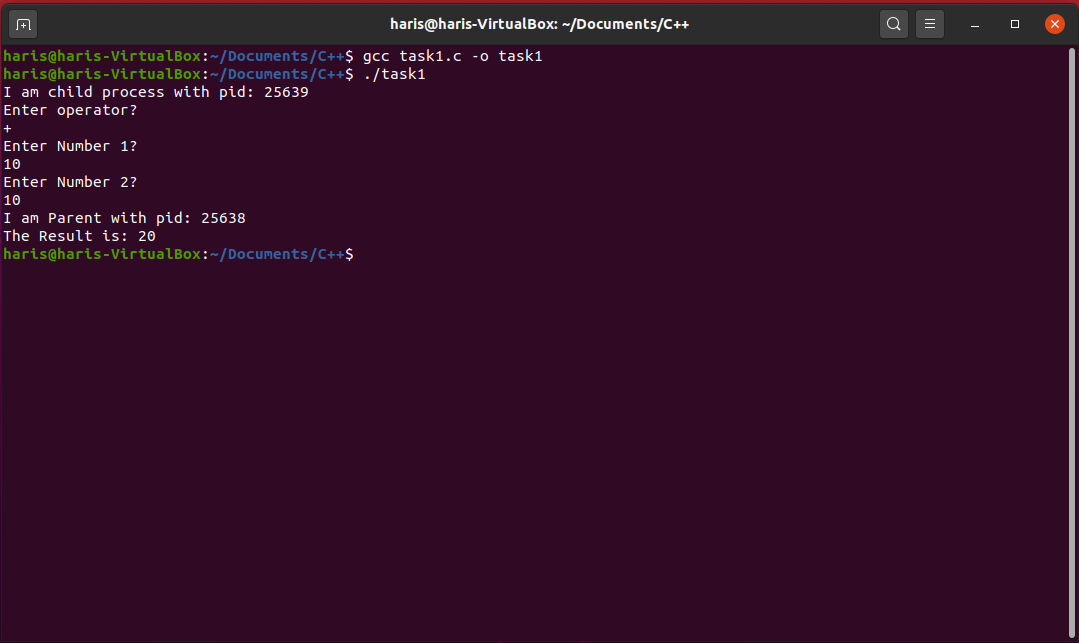 haris@haris-VirtualBox: ~/Documents/C++
haris@haris-VirtualBox:~/Documents/C++$ gcc task1.c -o task1
haris@haris-VirtualBox:~/Documents/C++$ ./task1
I am child process with pid: 25639
Enter operator?
+
Enter Number 1?
10
Enter Number 2?
10
I am Parent with pid: 25638
The Result is: 20
haris@haris-VirtualBox:~/Documents/C++$